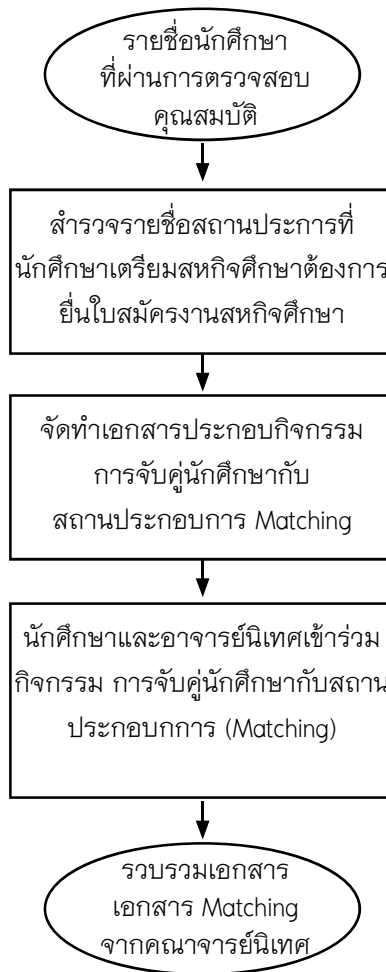 รายชื่อนักศึกษา
ที่ผ่านการตรวจสอบ
คุณสมบัติ
สำรวจรายชื่อสถานประการที่
นักศึกษาเตรียมสหกิจศึกษาต้องการ
ยื่นใบสมัครงานสหกิจศึกษา
จัดทำเอกสารประกอบกิจกรรม
การจับคู่นักศึกษากับ
สถานประกอบการ Matching
นักศึกษาและอาจารย์นิเทศเข้าร่วม
กิจกรรม การจับคู่นักศึกษากับสถาน
ประกอบกการ (Matching)
รวบรวมเอกสาร
เอกสาร Matching
จากคณาจารย์นิเทศ